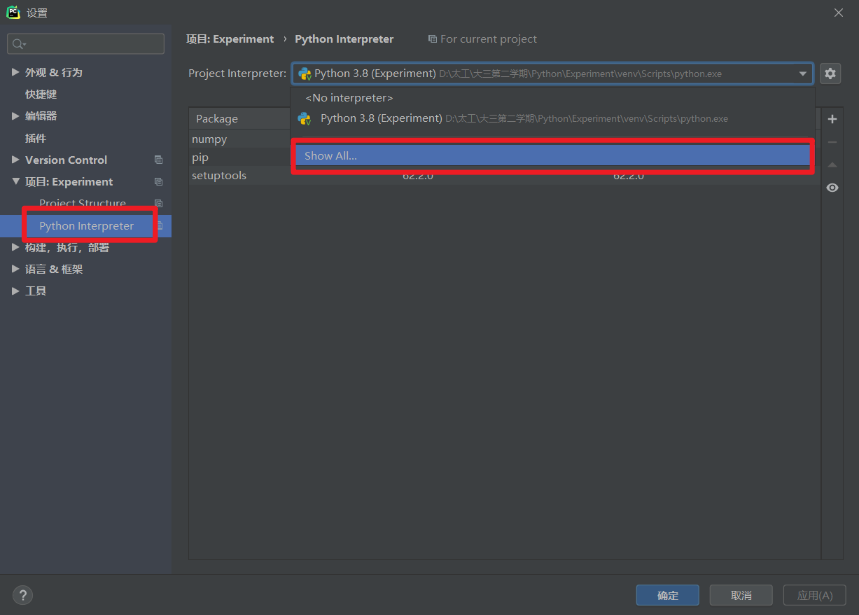 PC 设置
项目: Experiment › Python Interpreter For current project
外观 & 行为
快捷键
编辑器
插件
Version Control
项目: Experiment
Project Structure
Python Interpreter
构建, 执行, 部署
语言 & 框架
工具
Project Interpreter: Python 3.8 (Experiment) D:\太工\大三第二学期\Python\Experiment\venv\Scripts\python.exe
<No interpreter>
Python 3.8 (Experiment) D:\太工\大三第二学期\Python\Experiment\venv\Scripts\python.exe
Show All...
Package
numpy
pip
setuptools 62.2.0 62.2.0
?
确定 取消 应用(A)